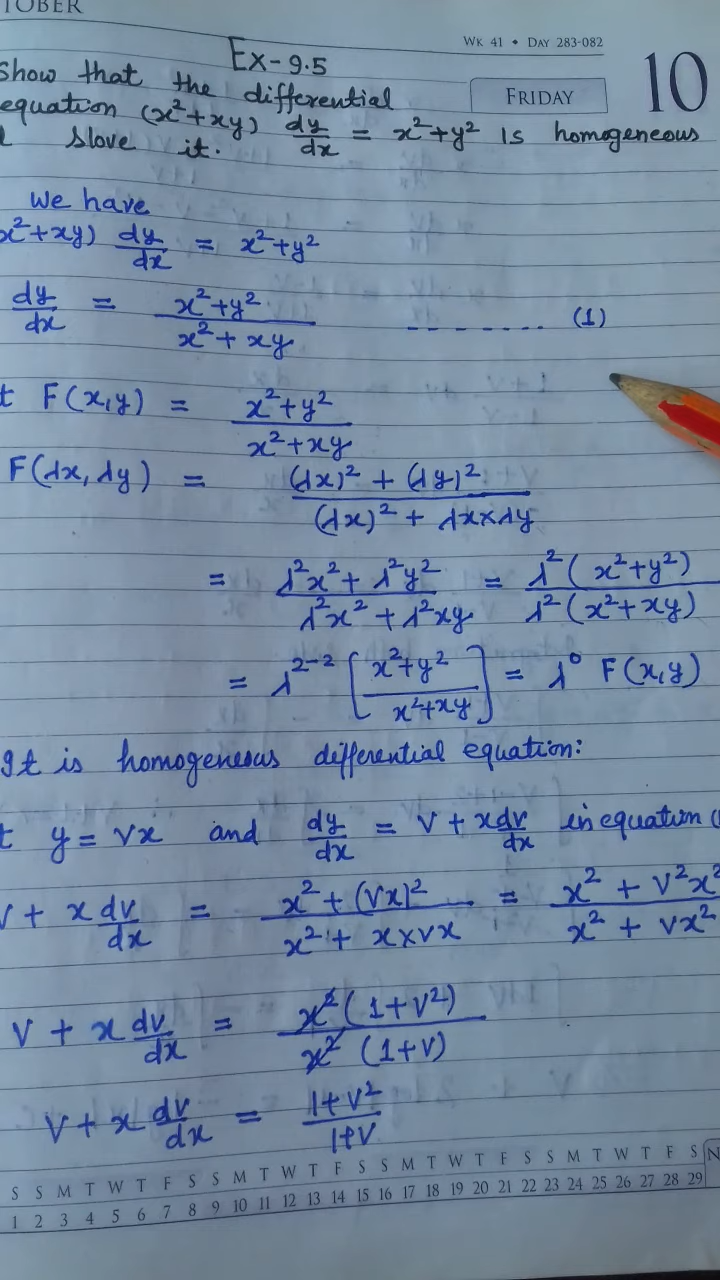 TOBER
WK 41 • DAY 283-082
Ex-9.5
FRIDAY
10
Show that the differential
equation (x²+xy) dy/dx = x²+y² is homogeneous
slove it.
we have
x²+xy) dy/dx = x²+y²
dy/dx = (x²+y²)/(x²+xy) ------- (1)
t F(x,y) = (x²+y²)/(x²+xy)
F(λx, λy) = ((λx)² + (λy)²)/((λx)² + λx×λy)
= (λ²x² + λ²y²)/(λ²x² + λ²xy) = λ²(x²+y²)/λ²(x²+xy)
= λ²⁻² [(x²+y²)/(x²+xy)] = λ⁰ F(x,y)
It is homogeneous differential equation:
t y = vx and dy/dx = v + x dv/dx in equation (
v + x dv/dx = (x² + (vx)²)/(x² + x×vx) = (x² + v²x²)/(x² + vx²)
v + x dv/dx = x²(1+v²)/x²(1+v)
v + x dv/dx = (1+v²)/(1+v)
S S M T W T F S S M T W T F S S M T W T F S S M T W T F S N
1 2 3 4 5 6 7 8 9 10 11 12 13 14 15 16 17 18 19 20 21 22 23 24 25 26 27 28 29